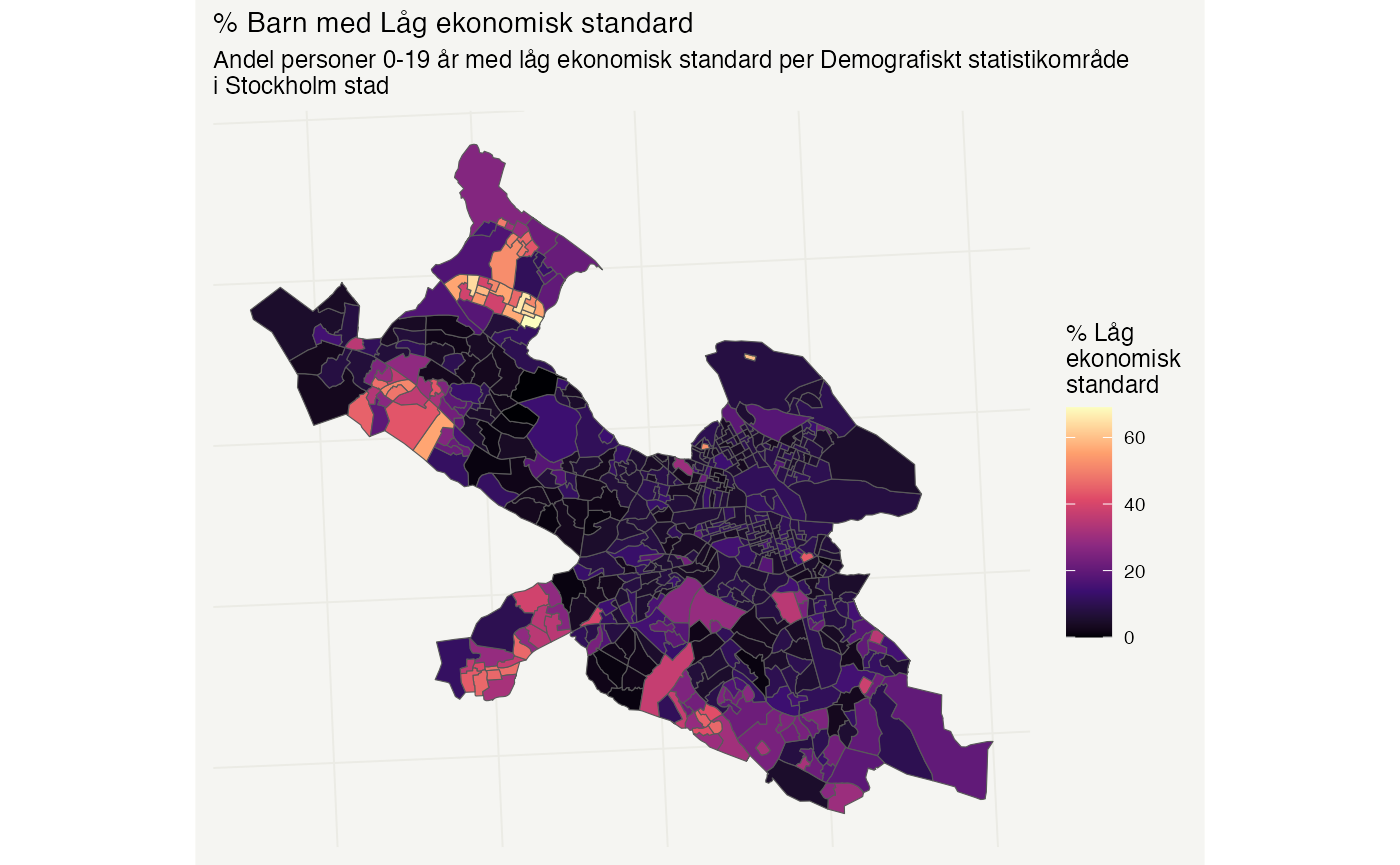 % Barn med Låg ekonomisk standard
Andel personer 0-19 år med låg ekonomisk standard per Demografiskt statistikområde
i Stockholm stad
% Låg
ekonomisk
standard
60
40
20
0